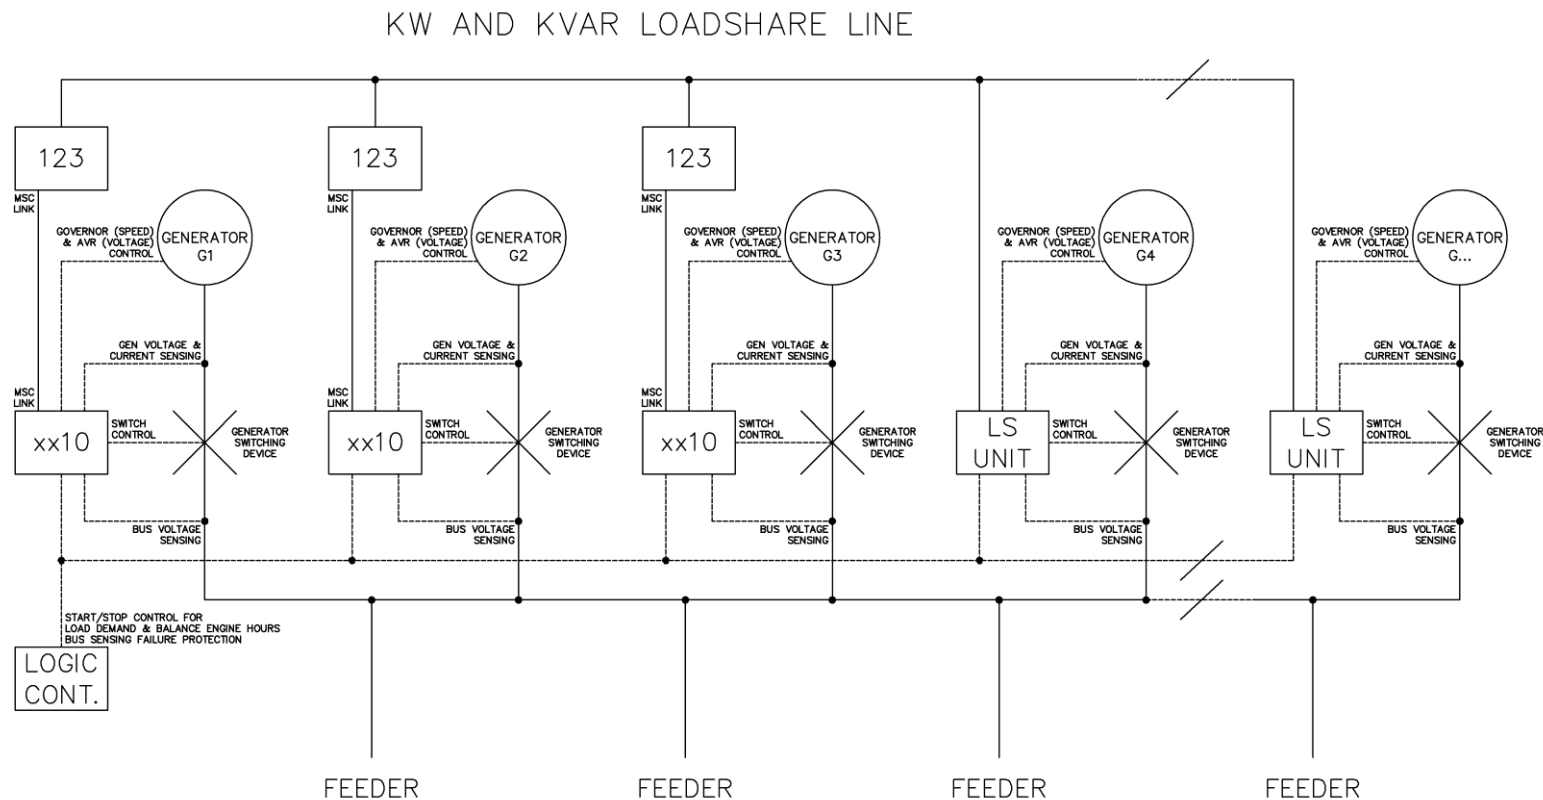 KW AND KVAR LOADSHARE LINE
123
123
123
MSC
LINK
MSC
LINK
MSC
LINK
GOVERNOR (SPEED)
& AVR (VOLTAGE)
CONTROL
GENERATOR
G1
GOVERNOR (SPEED)
& AVR (VOLTAGE)
CONTROL
GENERATOR
G2
GOVERNOR (SPEED)
& AVR (VOLTAGE)
CONTROL
GENERATOR
G3
GOVERNOR (SPEED)
& AVR (VOLTAGE)
CONTROL
GENERATOR
G4
GOVERNOR (SPEED)
& AVR (VOLTAGE)
CONTROL
GENERATOR
G...
GEN VOLTAGE &
CURRENT SENSING
GEN VOLTAGE &
CURRENT SENSING
GEN VOLTAGE &
CURRENT SENSING
GEN VOLTAGE &
CURRENT SENSING
GEN VOLTAGE &
CURRENT SENSING
MSC
LINK
MSC
LINK
MSC
LINK
xx10
SWITCH
CONTROL
GENERATOR
SWITCHING
DEVICE
xx10
SWITCH
CONTROL
GENERATOR
SWITCHING
DEVICE
xx10
SWITCH
CONTROL
GENERATOR
SWITCHING
DEVICE
LS
UNIT
SWITCH
CONTROL
GENERATOR
SWITCHING
DEVICE
LS
UNIT
SWITCH
CONTROL
GENERATOR
SWITCHING
DEVICE
BUS VOLTAGE
SENSING
BUS VOLTAGE
SENSING
BUS VOLTAGE
SENSING
BUS VOLTAGE
SENSING
BUS VOLTAGE
SENSING
START/STOP CONTROL FOR
LOAD DEMAND & BALANCE ENGINE HOURS
BUS SENSING FAILURE PROTECTION
LOGIC
CONT.
FEEDER
FEEDER
FEEDER
FEEDER